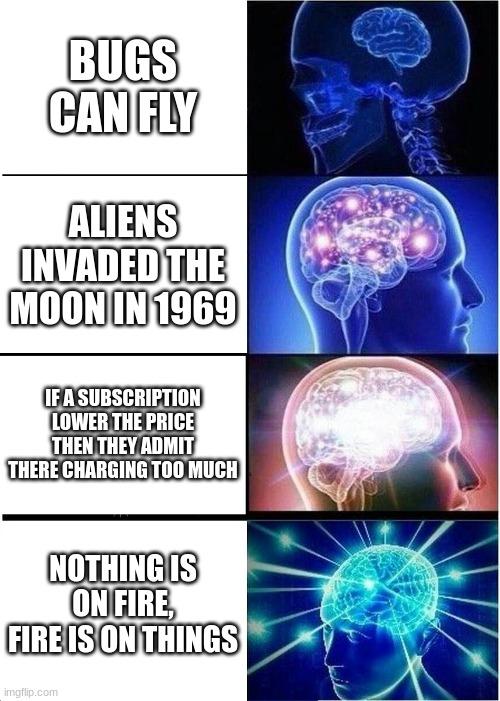 BUGS
CAN FLY
ALIENS
INVADED THE
MOON IN 1969
IF A SUBSCRIPTION
LOWER THE PRICE
THEN THEY ADMIT
THERE CHARGING TOO MUCH
NOTHING IS
ON FIRE,
FIRE IS ON THINGS
imgflip.com